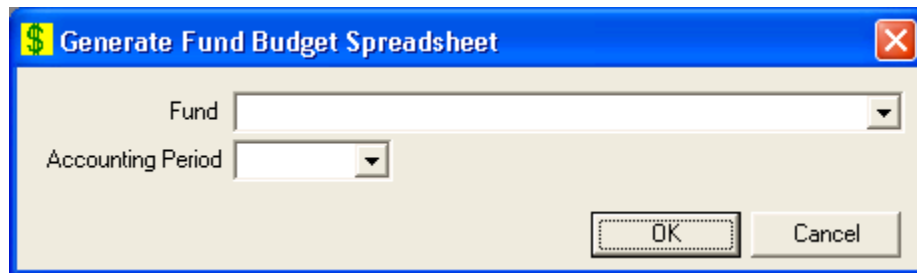 $ Generate Fund Budget Spreadsheet
Fund
Accounting Period
OK Cancel